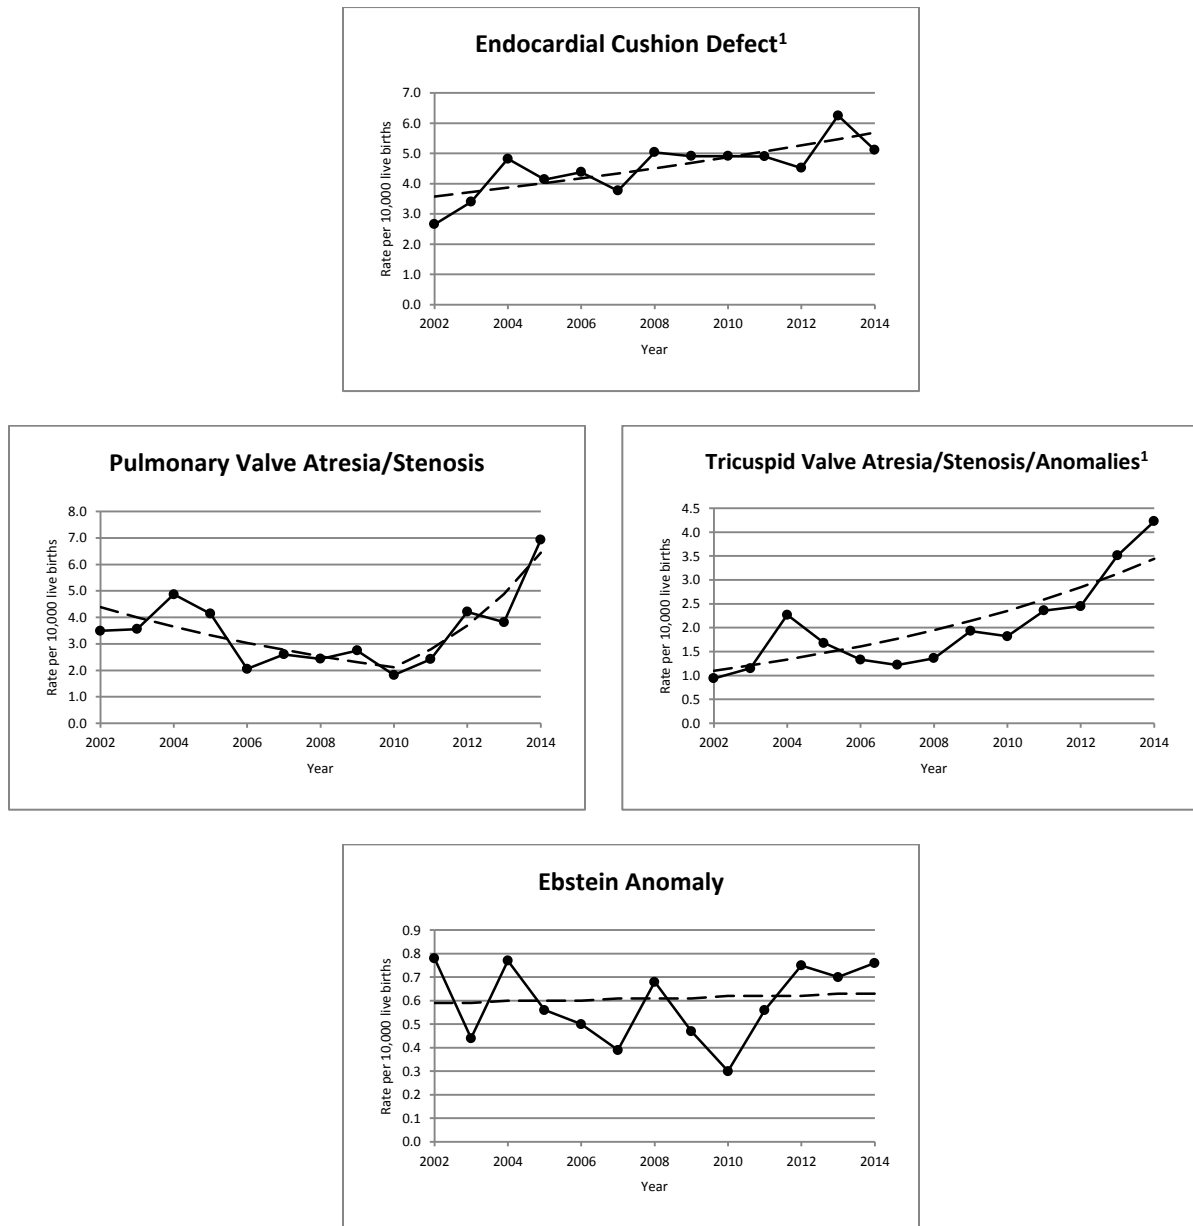 Endocardial Cushion Defect¹
Rate per 10,000 live births
7.0
6.0
5.0
4.0
3.0
2.0
1.0
0.0
2002 2004 2006 2008 2010 2012 2014
Year
Pulmonary Valve Atresia/Stenosis
Rate per 10,000 live births
8.0
7.0
6.0
5.0
4.0
3.0
2.0
1.0
0.0
2002 2004 2006 2008 2010 2012 2014
Year
Tricuspid Valve Atresia/Stenosis/Anomalies¹
Rate per 10,000 live births
4.5
4.0
3.5
3.0
2.5
2.0
1.5
1.0
0.5
0.0
2002 2004 2006 2008 2010 2012 2014
Year
Ebstein Anomaly
Rate per 10,000 live births
0.9
0.8
0.7
0.6
0.5
0.4
0.3
0.2
0.1
0.0
2002 2004 2006 2008 2010 2012 2014
Year